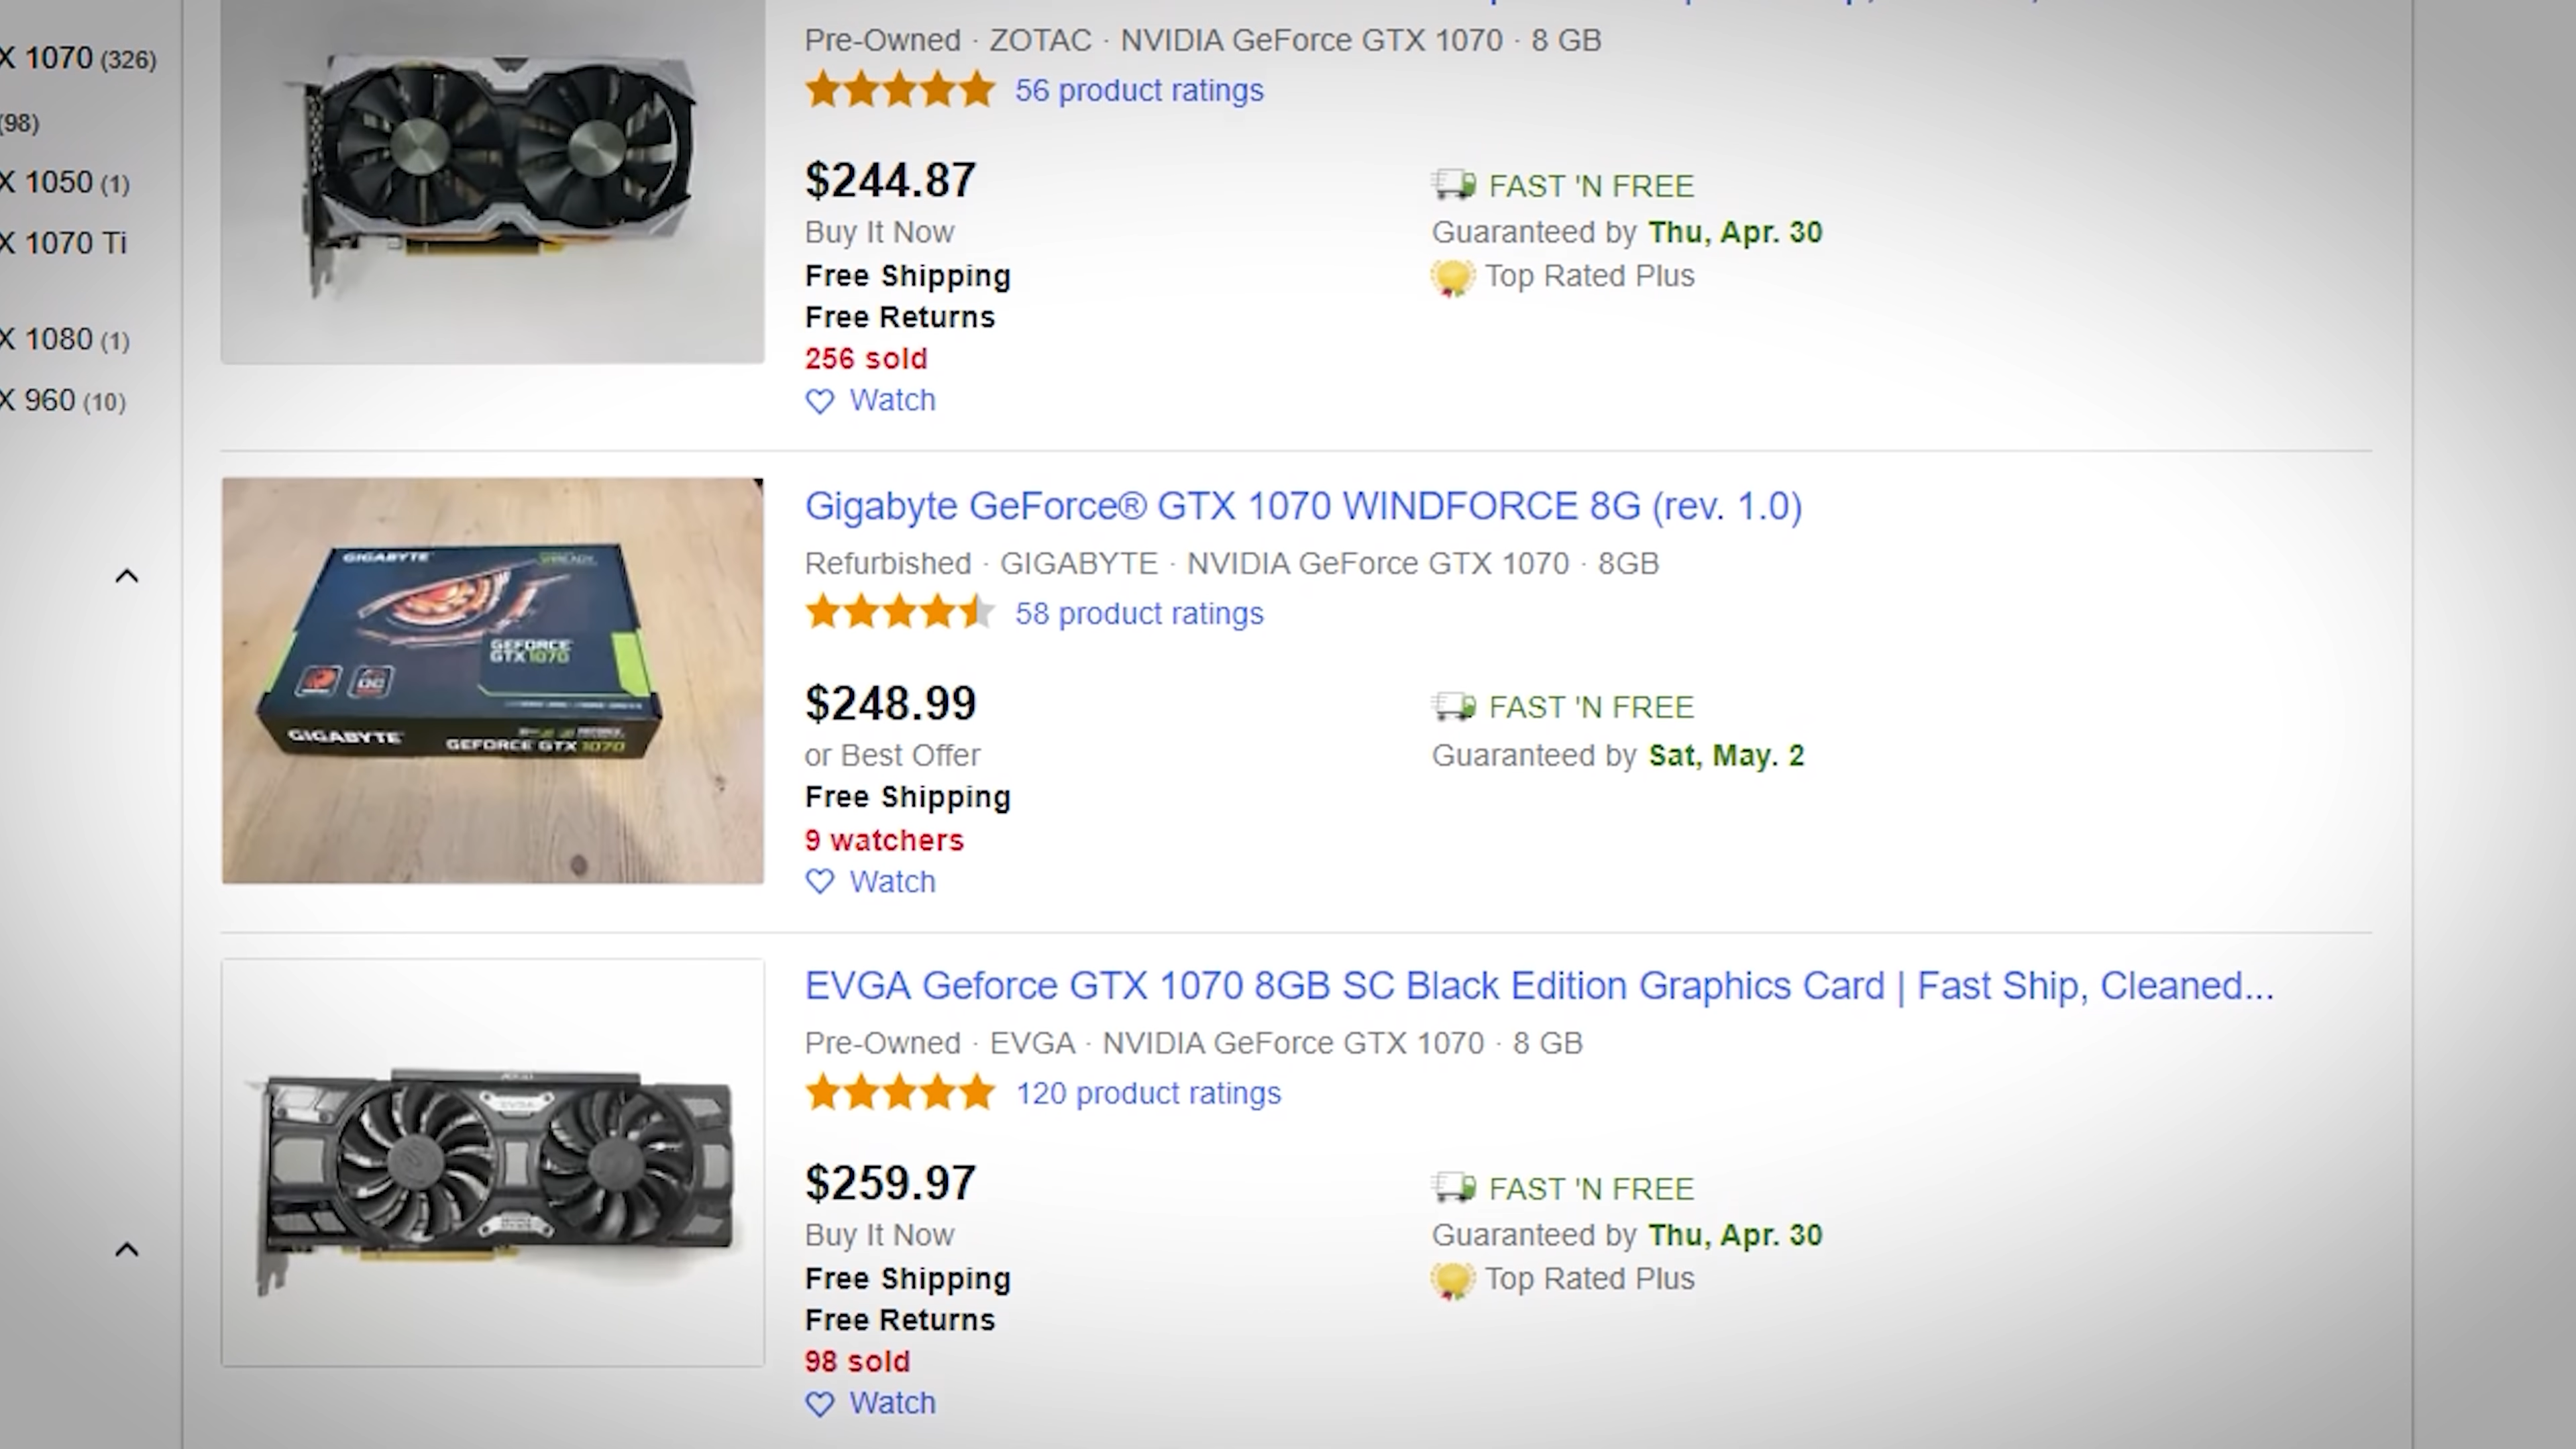 X 1070 (326)
(98)
X 1050 (1)
X 1070 Ti
X 1080 (1)
X 960 (10)
Pre-Owned · ZOTAC · NVIDIA GeForce GTX 1070 · 8 GB
56 product ratings
$244.87
Buy It Now
Free Shipping
Free Returns
256 sold
Watch
FAST 'N FREE
Guaranteed by Thu, Apr. 30
Top Rated Plus
GIGABYTE
GEFORCE
GTX 1070
OC
GIGABYTE
GEFORCE GTX 1070
Gigabyte GeForce® GTX 1070 WINDFORCE 8G (rev. 1.0)
Refurbished · GIGABYTE · NVIDIA GeForce GTX 1070 · 8GB
58 product ratings
$248.99
or Best Offer
Free Shipping
9 watchers
Watch
FAST 'N FREE
Guaranteed by Sat, May. 2
EVGA Geforce GTX 1070 8GB SC Black Edition Graphics Card | Fast Ship, Cleaned...
Pre-Owned · EVGA · NVIDIA GeForce GTX 1070 · 8 GB
120 product ratings
$259.97
Buy It Now
Free Shipping
Free Returns
98 sold
Watch
FAST 'N FREE
Guaranteed by Thu, Apr. 30
Top Rated Plus